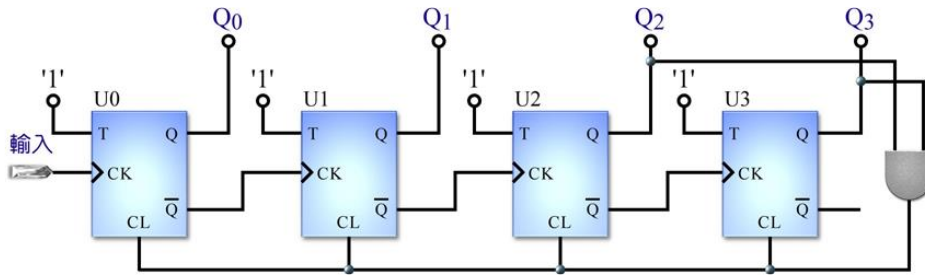 Q0 Q1 Q2 Q3
'1' '1' '1' '1'
U0 U1 U2 U3
T Q T Q T Q T Q
輸入
CK CK CK CK
Q̅ Q̅ Q̅ Q̅
CL CL CL CL